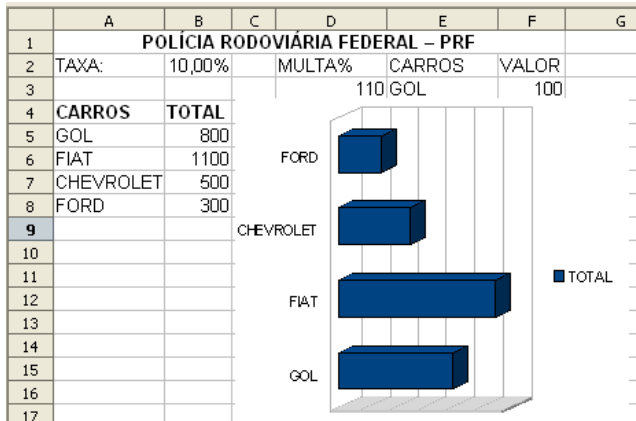 A B C D E F G
1 POLÍCIA RODOVIÁRIA FEDERAL – PRF
2 TAXA: 10,00% MULTA% CARROS VALOR
3 110 GOL 100
4 CARROS TOTAL
5 GOL 800
6 FIAT 1100
7 CHEVROLET 500
8 FORD 300
9
10
11
12
13
14
15
16
17
FORD
CHEVROLET
FIAT
GOL
TOTAL